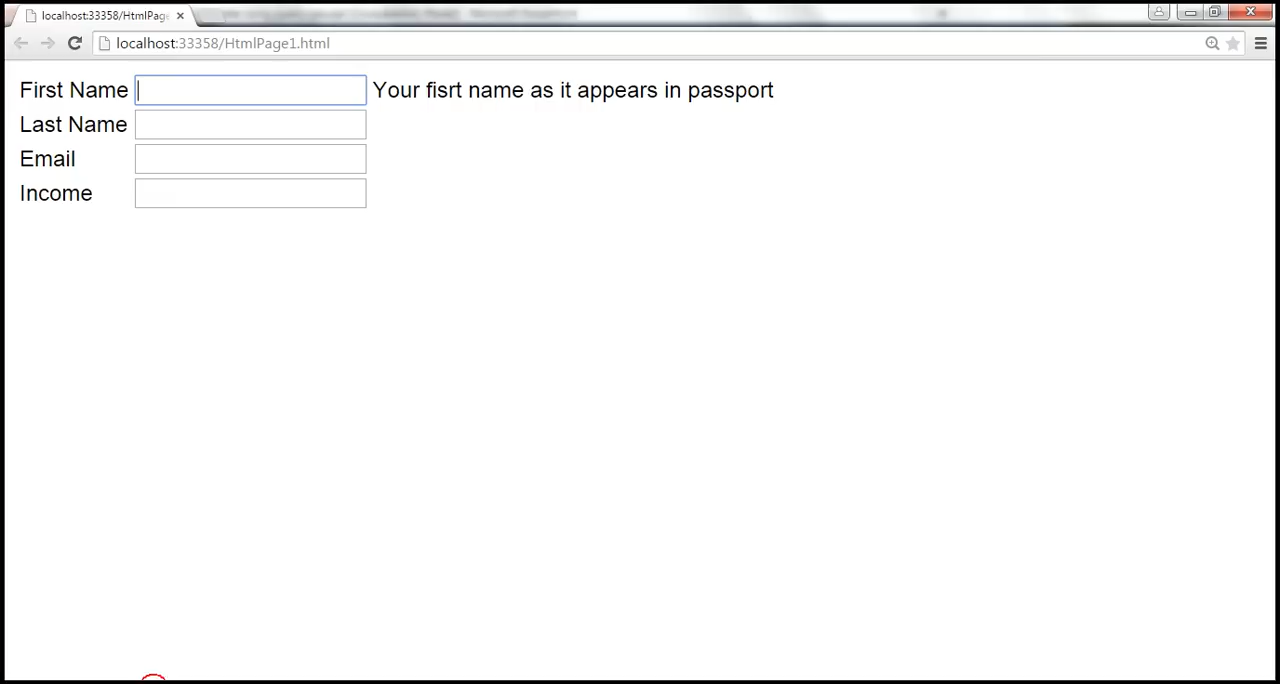 localhost:33358/HtmlPage
localhost:33358/HtmlPage1.html
First Name Your fisrt name as it appears in passport
Last Name
Email
Income